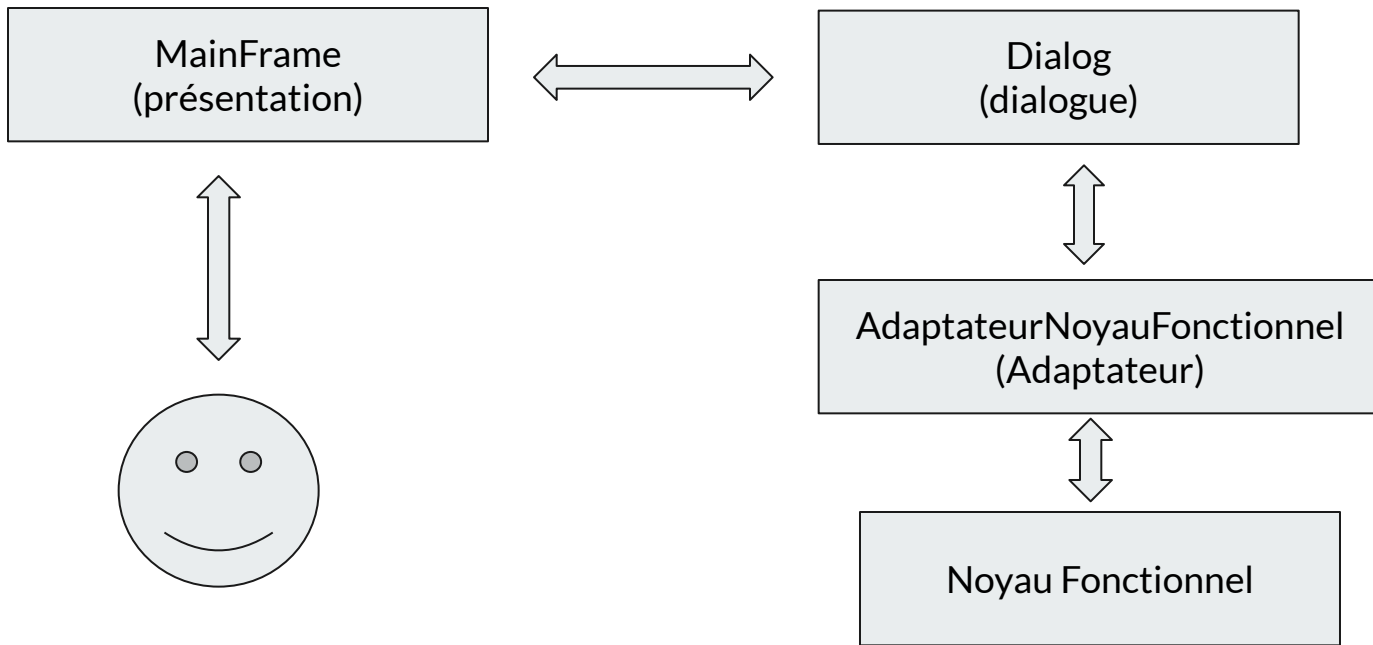 MainFrame
(présentation)
Dialog
(dialogue)
AdaptateurNoyauFonctionnel
(Adaptateur)
Noyau Fonctionnel